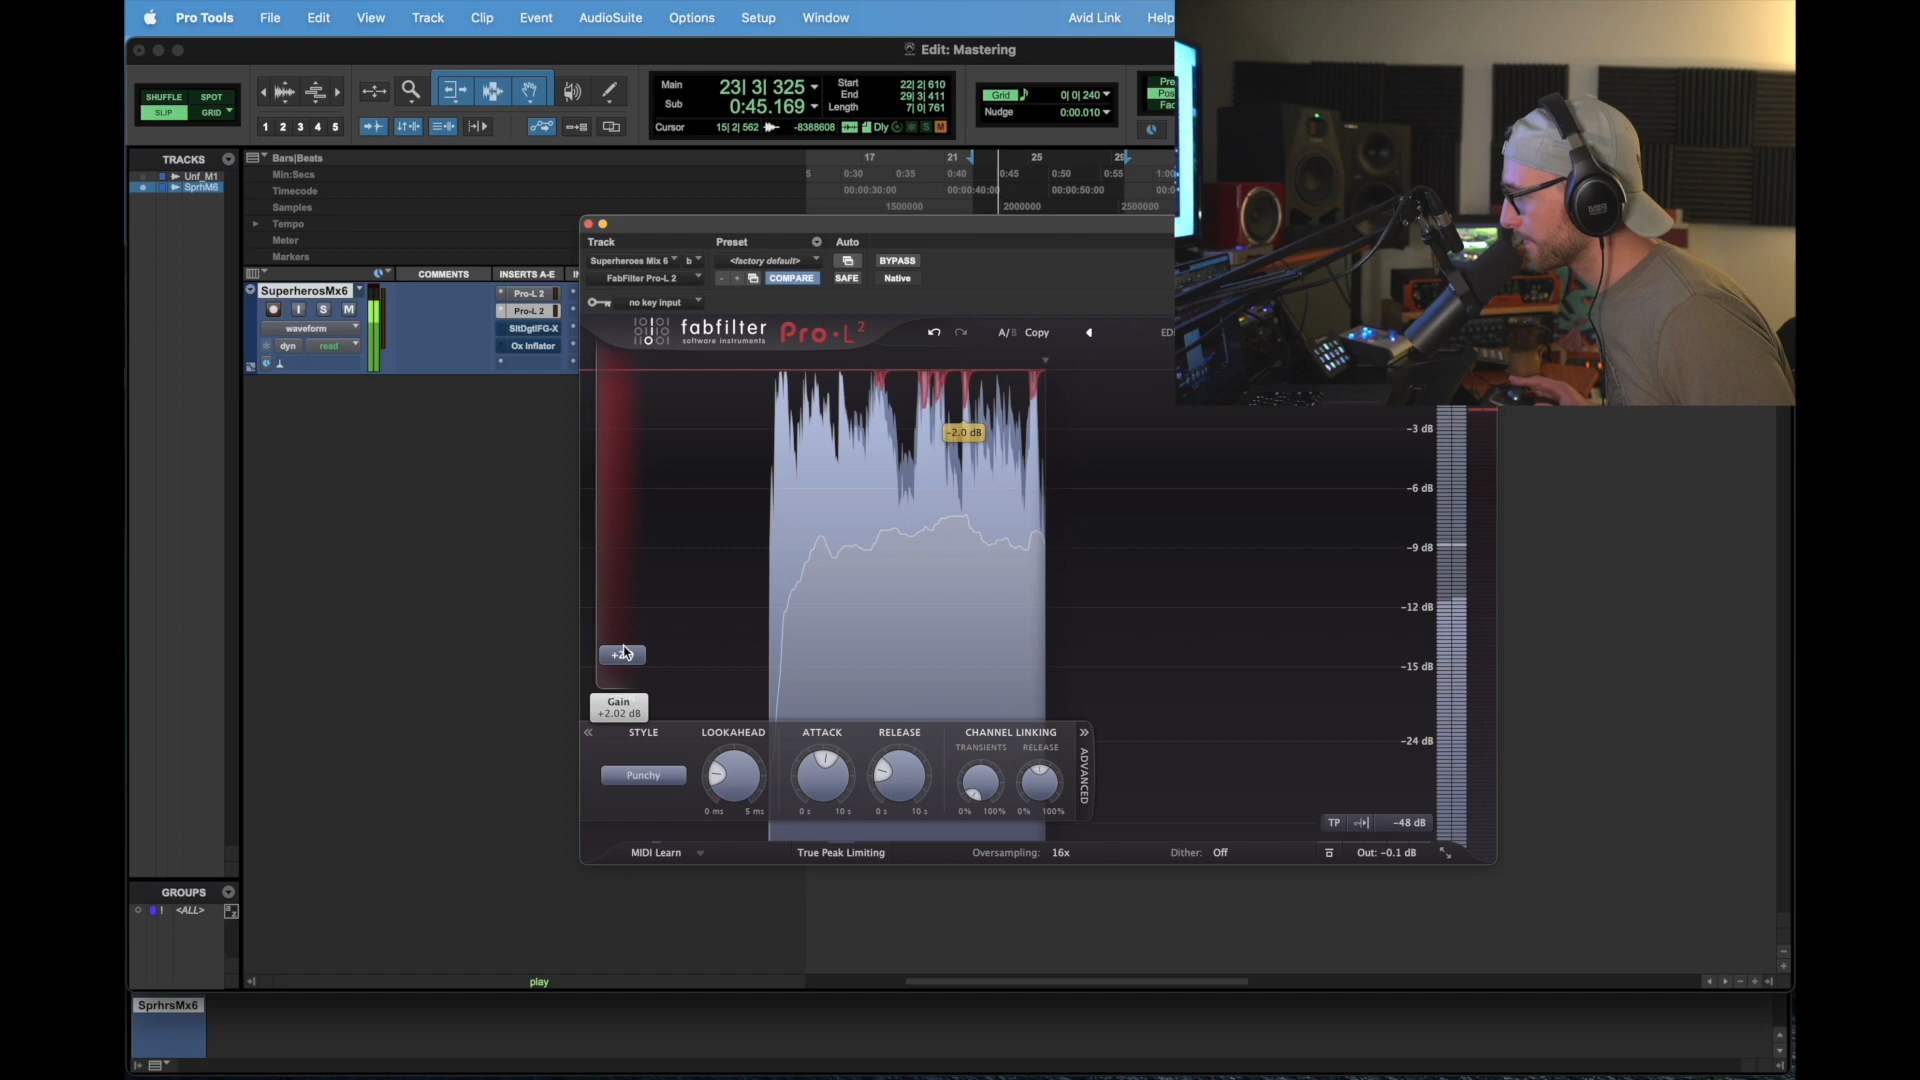 Pro Tools File Edit View Track Clip Event AudioSuite Options Setup Window Avid Link Help
Edit: Mastering
SHUFFLE SPOT
SLIP GRID
1 2 3 4 5
Main 23| 3| 325
Sub 0:45.169
Start 22| 2| 610
End 29| 3| 411
Length 7| 0| 761
Cursor 15| 2| 562 -8388608 Dly S M
Grid 0| 0| 240
Nudge 0:00.010
Pre
Pos
Fad
TRACKS
Unf_M1
SprhM6
Bars|Beats 17 21 25 29
Min:Secs 5 0:30 0:35 0:40 0:45 0:50 0:55 1:00
Timecode 00:00:30:00 00:00:40:00 00:00:50:00 00:0
Samples 1500000 2000000 2500000
Tempo
Meter
Markers
COMMENTS INSERTS A-E
SuperherosMx6
I S M
waveform
dyn read
Pro-L 2
Pro-L 2
SltDgtlFG-X
Ox Inflator
Track Preset Auto
Superheroes Mix 6 b <factory default> BYPASS
FabFilter Pro-L 2 - + COMPARE SAFE Native
no key input
fabfilter
software instruments
Pro·L 2
A/B Copy
-2.0 dB
-3 dB
-6 dB
-9 dB
-12 dB
-15 dB
-24 dB
Gain
+2.02 dB
STYLE LOOKAHEAD ATTACK RELEASE CHANNEL LINKING
TRANSIENTS RELEASE
Punchy
0 ms 5 ms 0 s 10 s 0 s 10 s 0% 100% 0% 100%
ADVANCED
TP -48 dB
MIDI Learn True Peak Limiting Oversampling: 16x Dither: Off Out: -0.1 dB
GROUPS
! <ALL> a z
play
SprhrsMx6